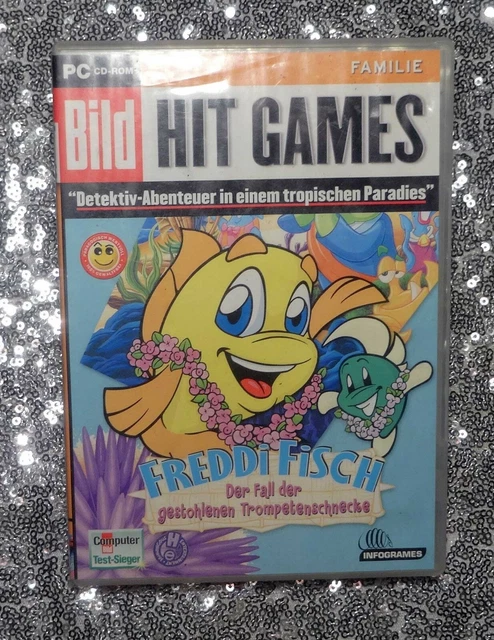 PC CD-ROM
FAMILIE
Bild HIT GAMES
"Detektiv-Abenteuer in einem tropischen Paradies"
FREDDi FiSCH
Der Fall der
gestohlenen Trompetenschnecke
Computer
Test-Sieger
INFOGRAMES